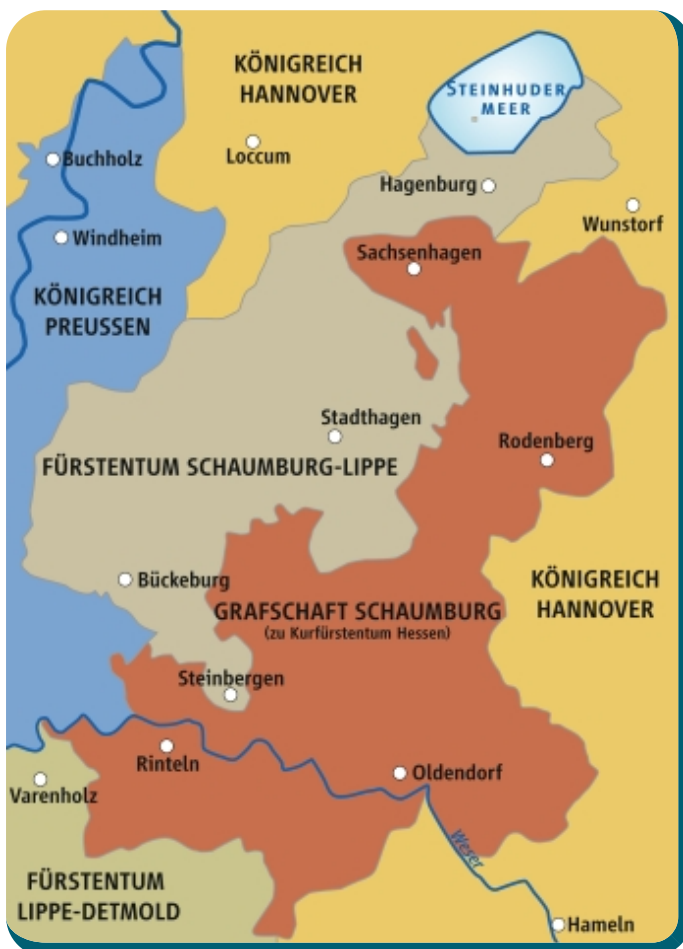 KÖNIGREICH
HANNOVER
STEINHUDER
MEER
Buchholz
Loccum
Hagenburg
Wunstorf
Windheim
Sachsenhagen
KÖNIGREICH
PREUSSEN
Stadthagen
Rodenberg
FÜRSTENTUM SCHAUMBURG-LIPPE
Bückeburg
KÖNIGREICH
HANNOVER
GRAFSCHAFT SCHAUMBURG
(zu Kurfürstentum Hessen)
Steinbergen
Rinteln
Oldendorf
Varenholz
Weser
FÜRSTENTUM
LIPPE-DETMOLD
Hameln